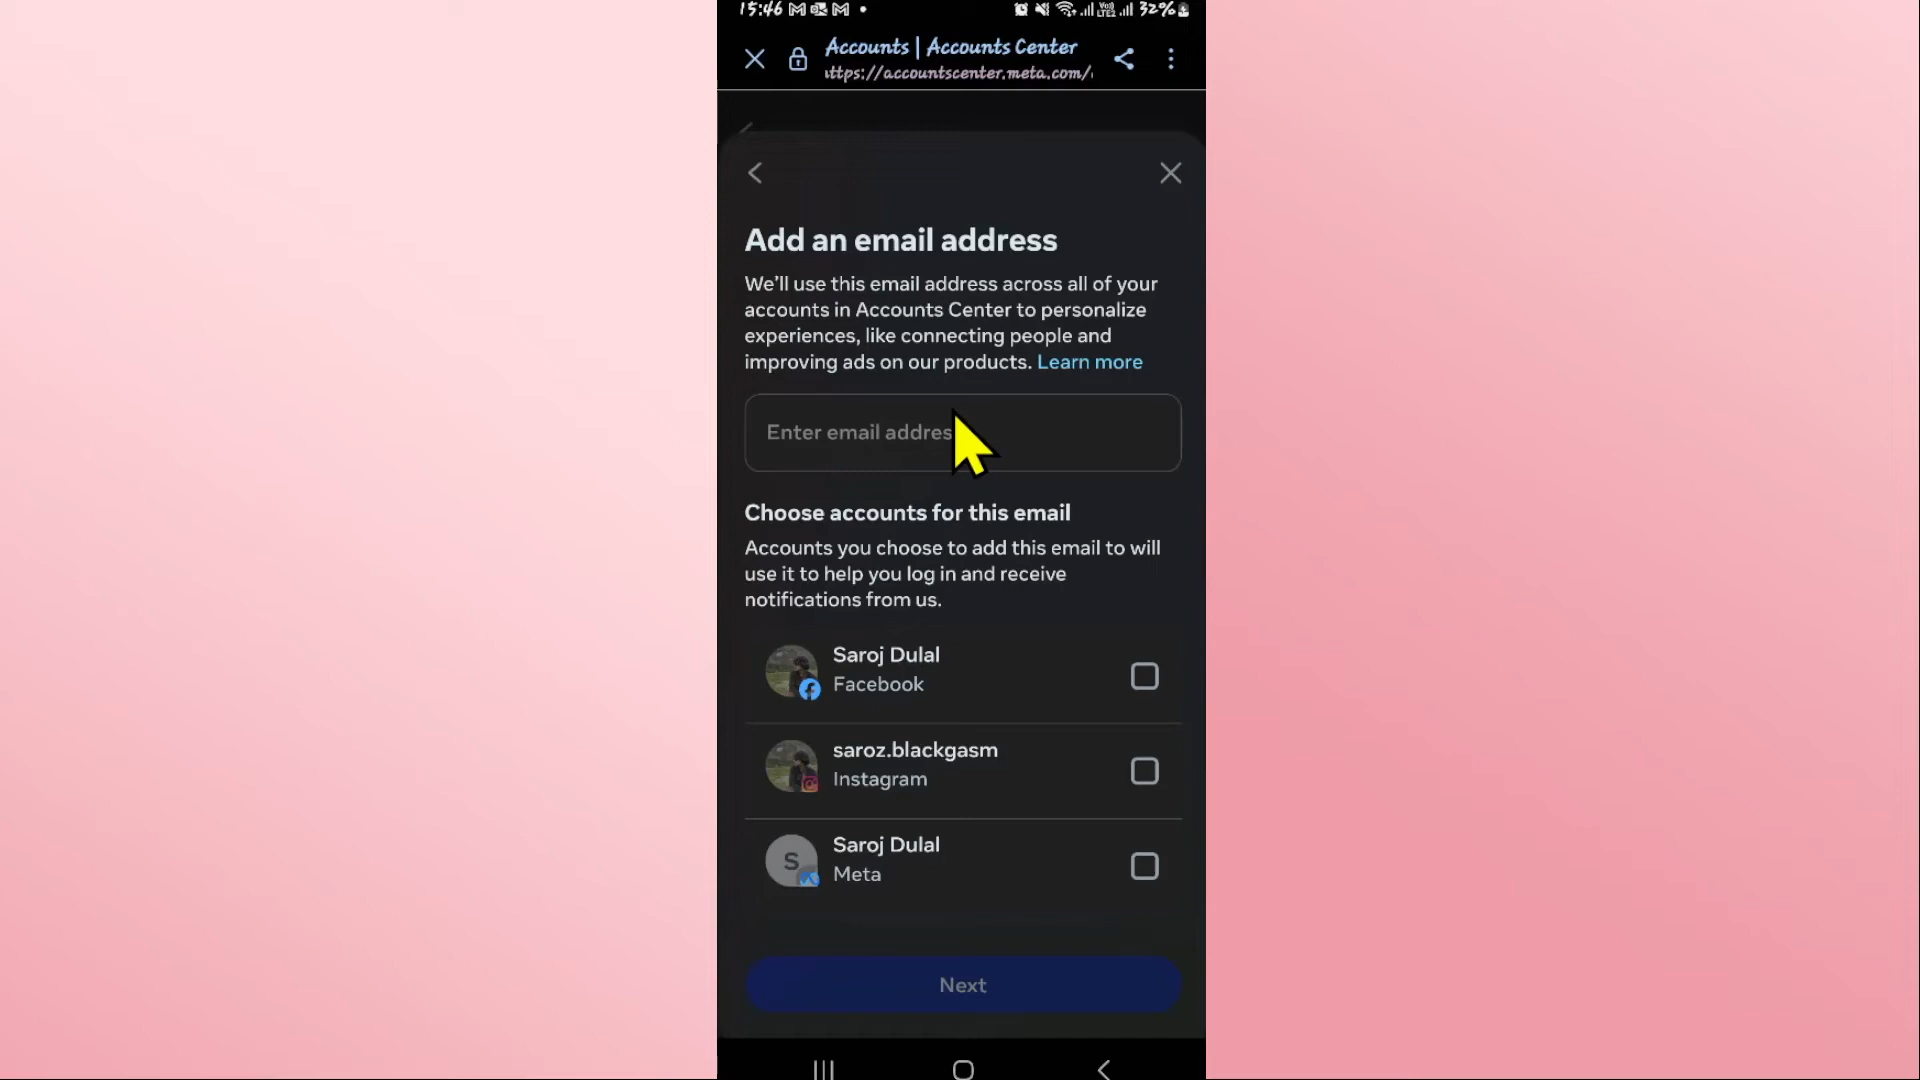 15:46
32%
Accounts | Accounts Center
ttps://accountscenter.meta.com/
Add an email address
We'll use this email address across all of your
accounts in Accounts Center to personalize
experiences, like connecting people and
improving ads on our products. Learn more
Enter email addres
Choose accounts for this email
Accounts you choose to add this email to will
use it to help you log in and receive
notifications from us.
Saroj Dulal
Facebook
saroz.blackgasm
Instagram
S
Saroj Dulal
Meta
Next